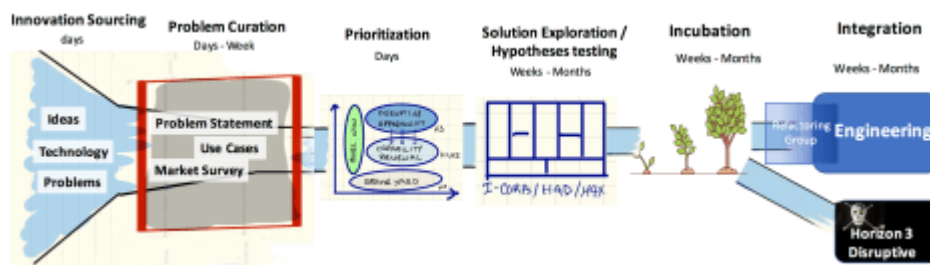 Innovation Sourcing
days
Ideas
Technology
Problems
Problem Curation
Days - Week
Problem Statement
Use Cases
Market Survey
Prioritization
Days
GRAVE YARD
Solution Exploration /
Hypotheses testing
Weeks - Months
I-CORPS/H4D/H4X
Incubation
Weeks - Months
Integration
Weeks - Months
Refactoring
Group
Engineering
Horizon 3
Disruptive